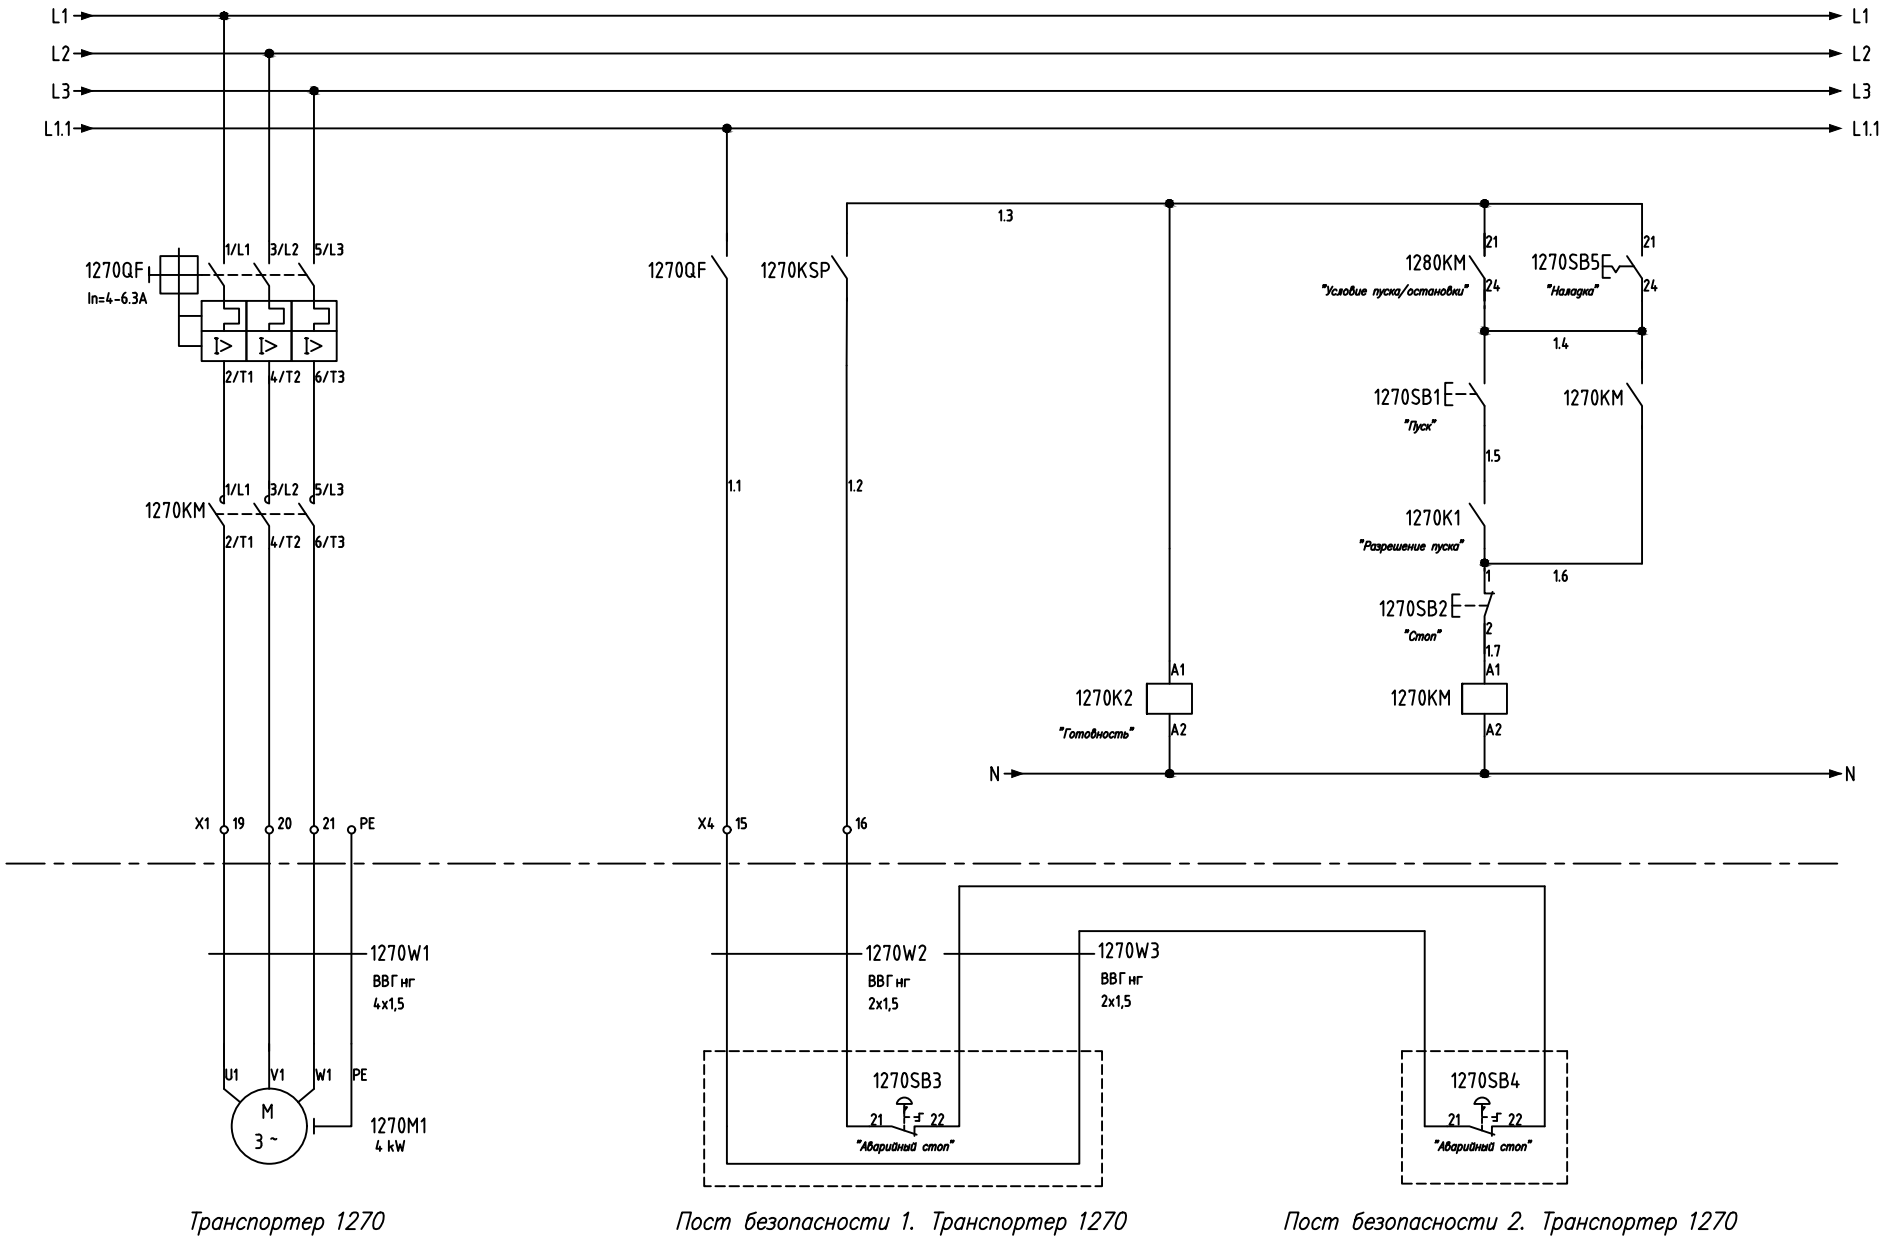 L1 L1
L2 L2
L3 L3
L1.1 L1.1
1.3
1/L1 3/L2 5/L3
21 21
1270QF
In=4-6.3A
1270QF 1270KSP
1280KM 1270SB5
"Условие пуска/остановки" 24 "Наладка" 24
I> I> I>
1.4
2/T1 4/T2 6/T3
1270SB1 1270KM
"Пуск"
1.5
1/L1 3/L2 5/L3
1.1 1.2
1270KM
1270K1
2/T1 4/T2 6/T3
"Разрешение пуска"
1 1.6
1270SB2
"Стоп" 2
1.7
A1 A1
1270K2 1270KM
"Готовность" A2 A2
N N
X1 19 20 21 PE X4 15 16
1270W1 1270W2 1270W3
ВВГ нг ВВГ нг ВВГ нг
4х1,5 2х1,5 2х1,5
U1 V1 W1 PE
1270SB3 1270SB4
M
3 ~
1270M1
4 kW
21 22 21 22
"Аварийный стоп" "Аварийный стоп"
Транспортер 1270 Пост безопасности 1. Транспортер 1270 Пост безопасности 2. Транспортер 1270